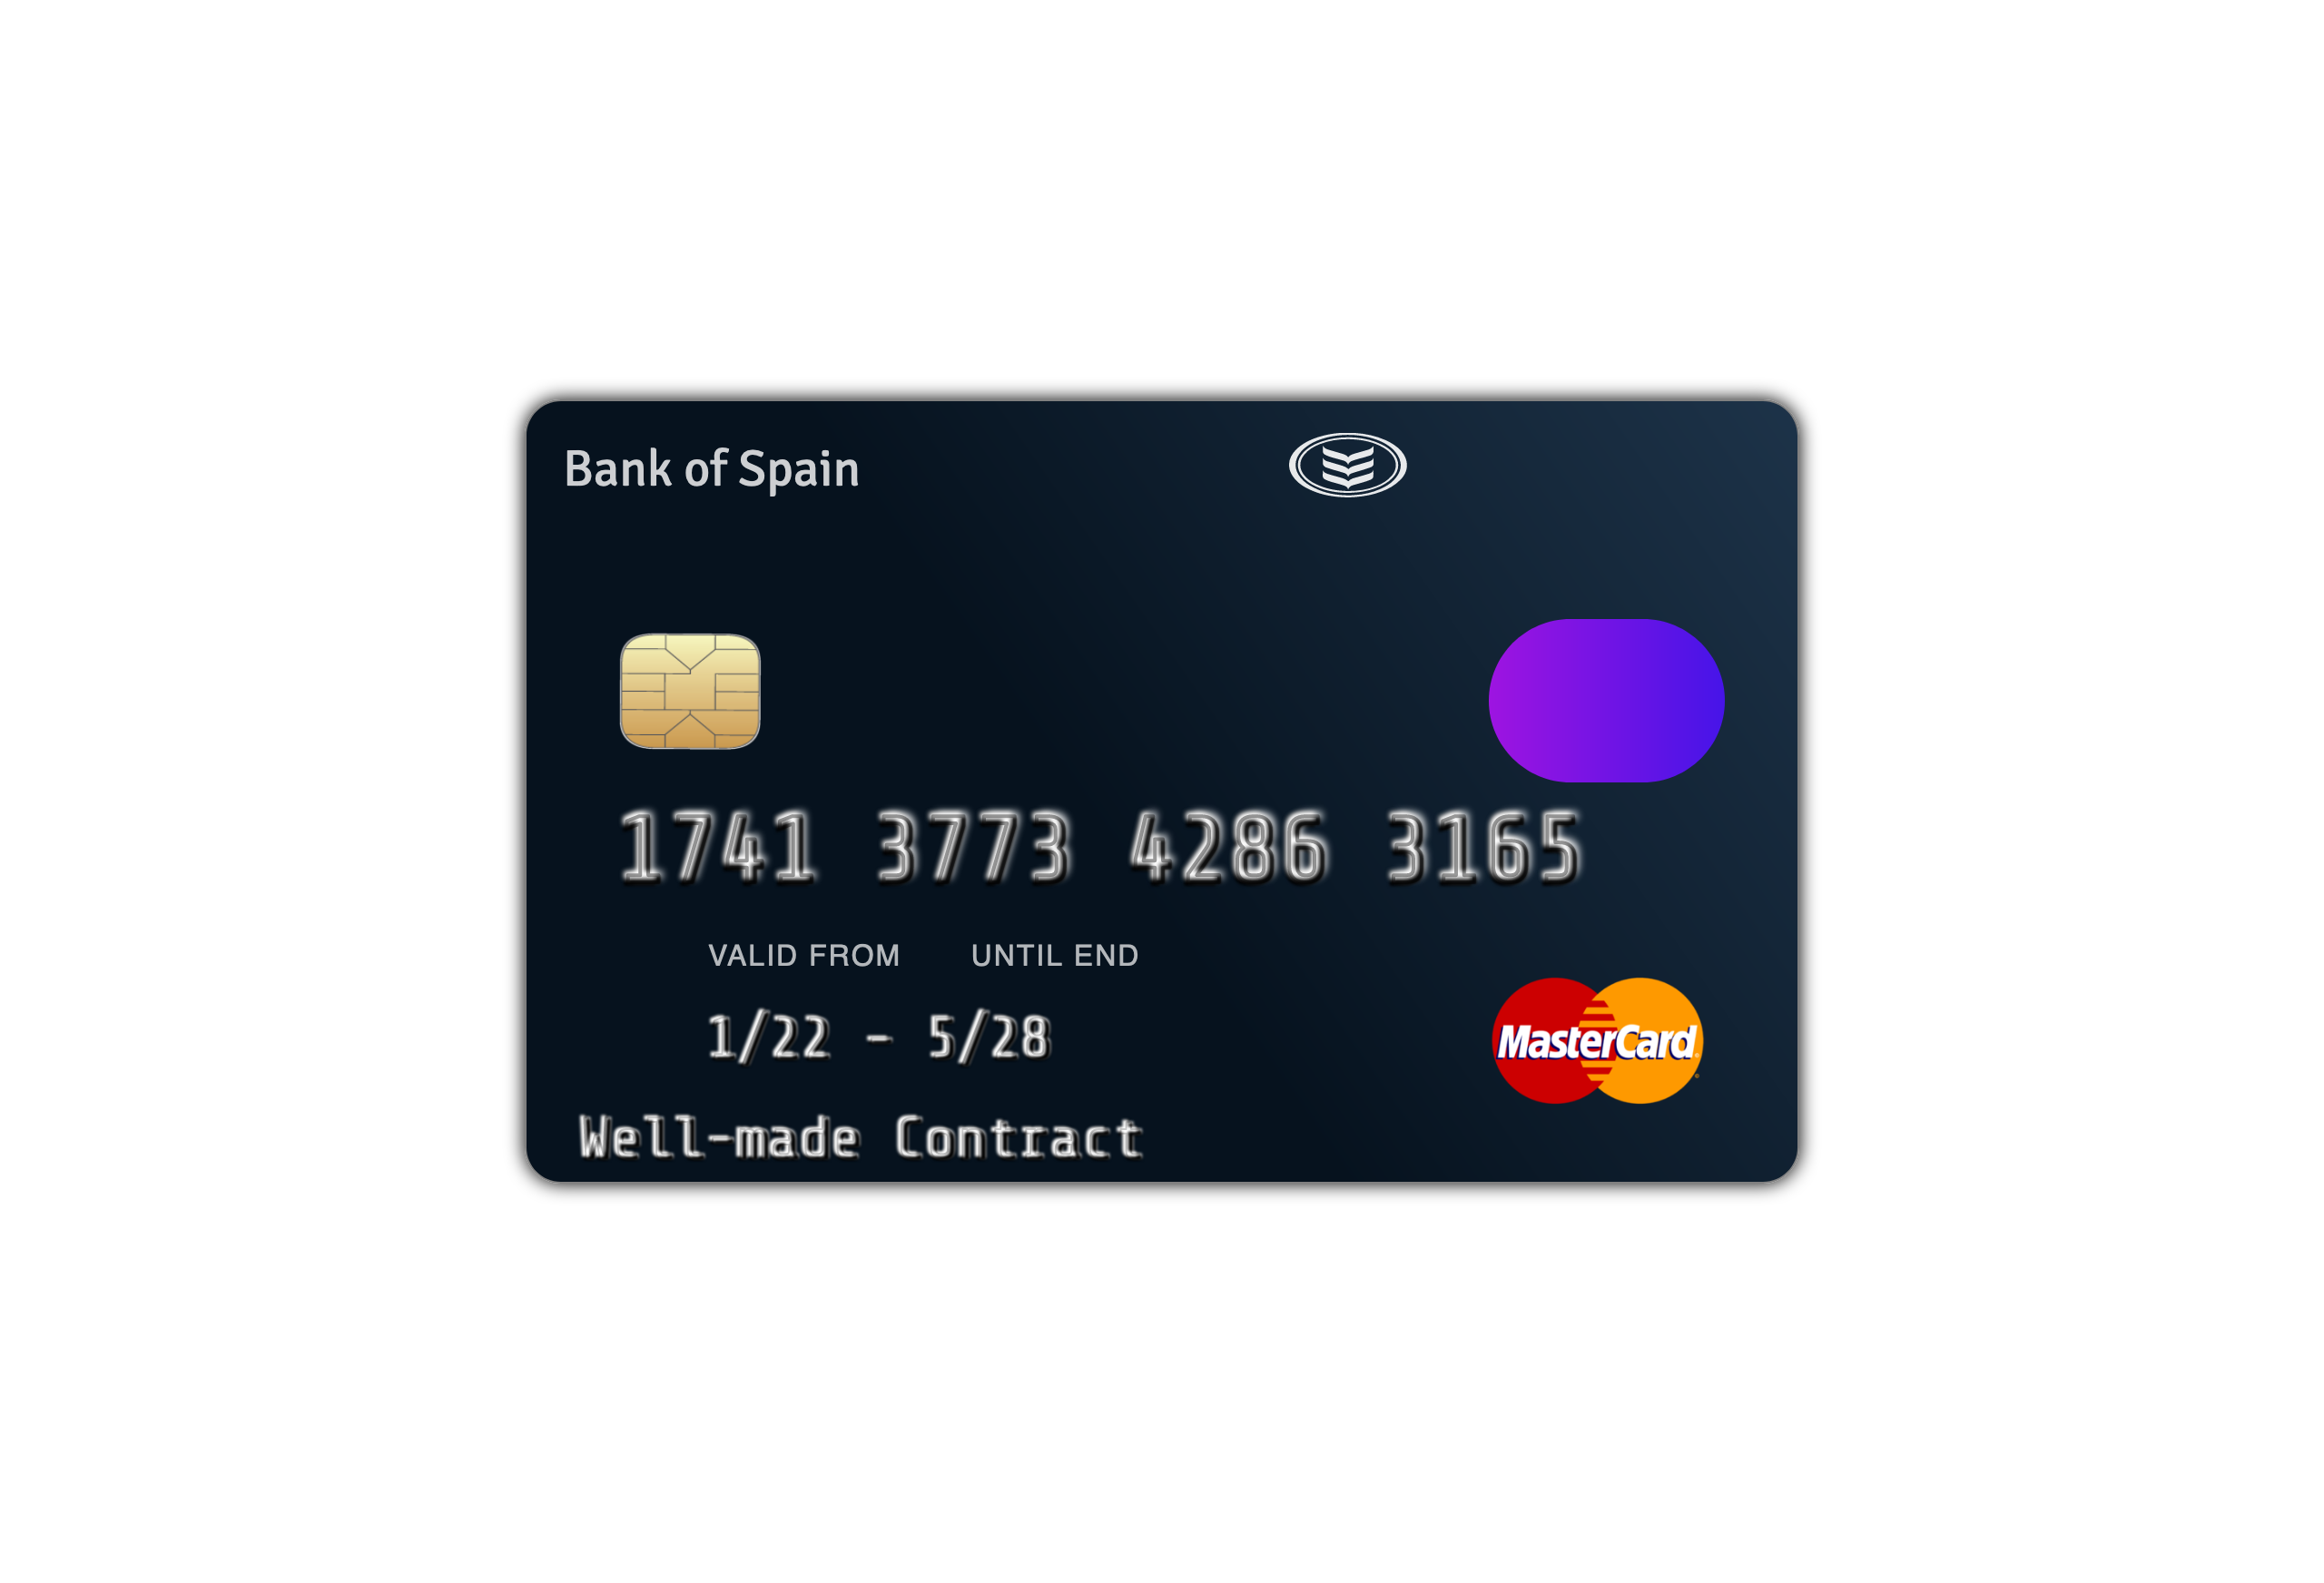 Bank of Spain
1741 3773 4286 3165
VALID FROM UNTIL END
1/22 - 5/28
MasterCard
Well-made Contract